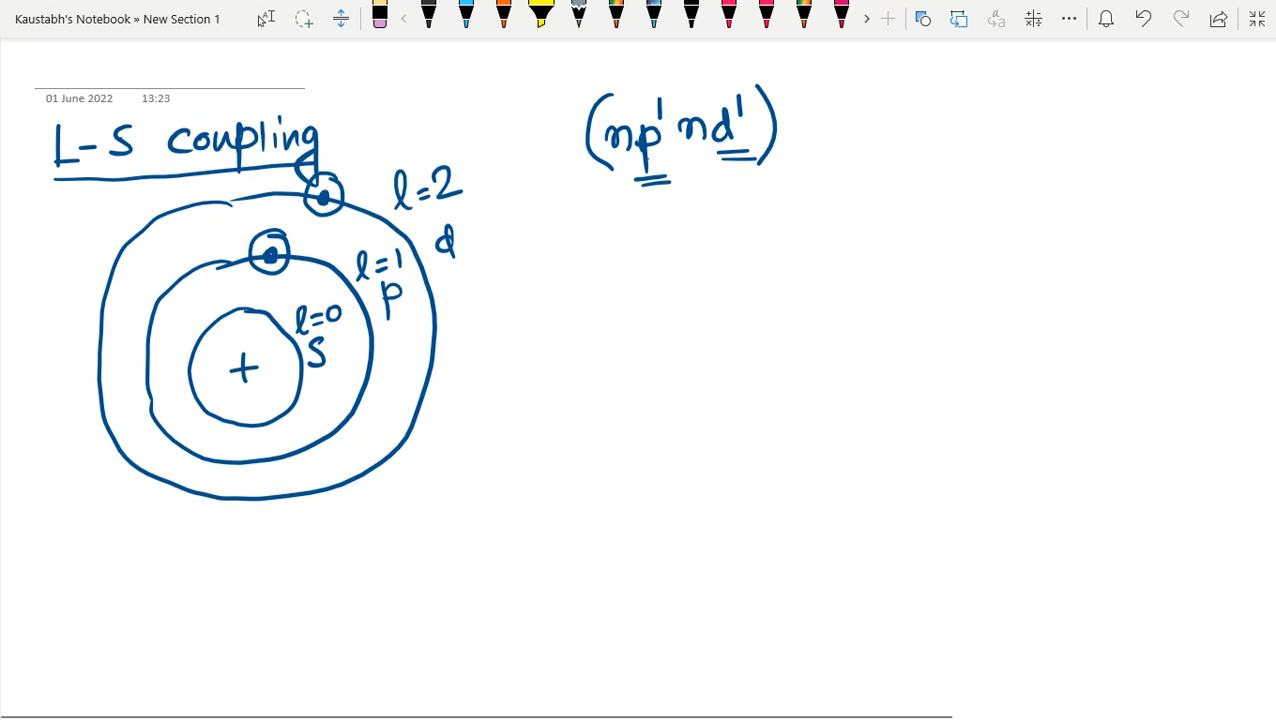 Kaustabh's Notebook » New Section 1
01 June 2022 13:23
L-S coupling
(np¹ nd¹)
l=2
d
l=1
p
l=0
s
+